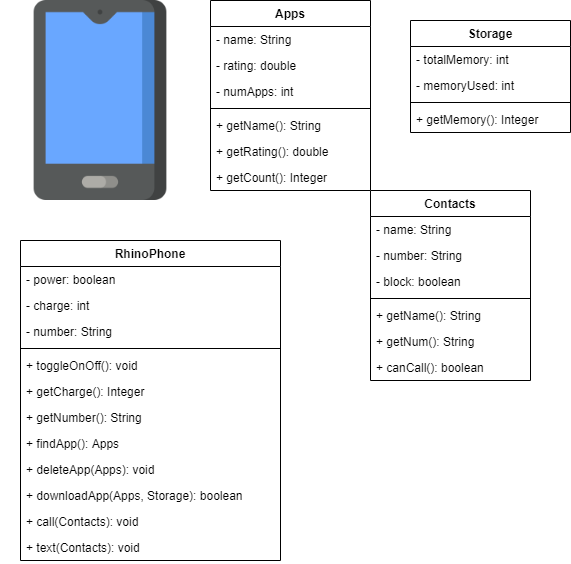 Apps
- name: String
- rating: double
- numApps: int
+ getName(): String
+ getRating(): double
+ getCount(): Integer
Storage
- totalMemory: int
- memoryUsed: int
+ getMemory(): Integer
Contacts
- name: String
- number: String
- block: boolean
+ getName(): String
+ getNum(): String
+ canCall(): boolean
RhinoPhone
- power: boolean
- charge: int
- number: String
+ toggleOnOff(): void
+ getCharge(): Integer
+ getNumber(): String
+ findApp(): Apps
+ deleteApp(Apps): void
+ downloadApp(Apps, Storage): boolean
+ call(Contacts): void
+ text(Contacts): void